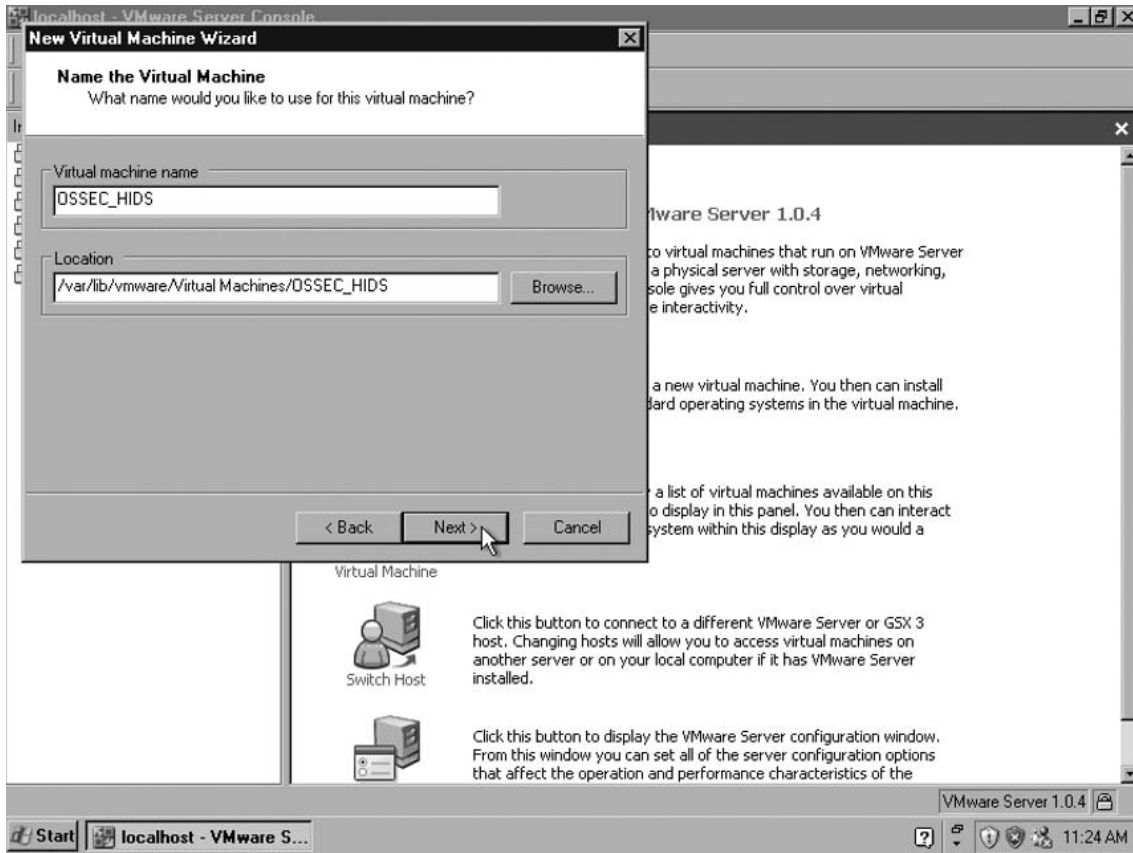 localhost - VMware Server Console
New Virtual Machine Wizard
Name the Virtual Machine
What name would you like to use for this virtual machine?
Virtual machine name
OSSEC_HIDS
Location
/var/lib/vmware/Virtual Machines/OSSEC_HIDS
Browse...
< Back
Next >
Cancel
Mware Server 1.0.4
to virtual machines that run on VMware Server
a physical server with storage, networking,
sole gives you full control over virtual
e interactivity.
a new virtual machine. You then can install
dard operating systems in the virtual machine.
a list of virtual machines available on this
o display in this panel. You then can interact
system within this display as you would a
Virtual Machine
Click this button to connect to a different VMware Server or GSX 3
host. Changing hosts will allow you to access virtual machines on
another server or on your local computer if it has VMware Server
installed.
Switch Host
Click this button to display the VMware Server configuration window.
From this window you can set all of the server configuration options
that affect the operation and performance characteristics of the
VMware Server 1.0.4
Start
localhost - VMware S...
11:24 AM